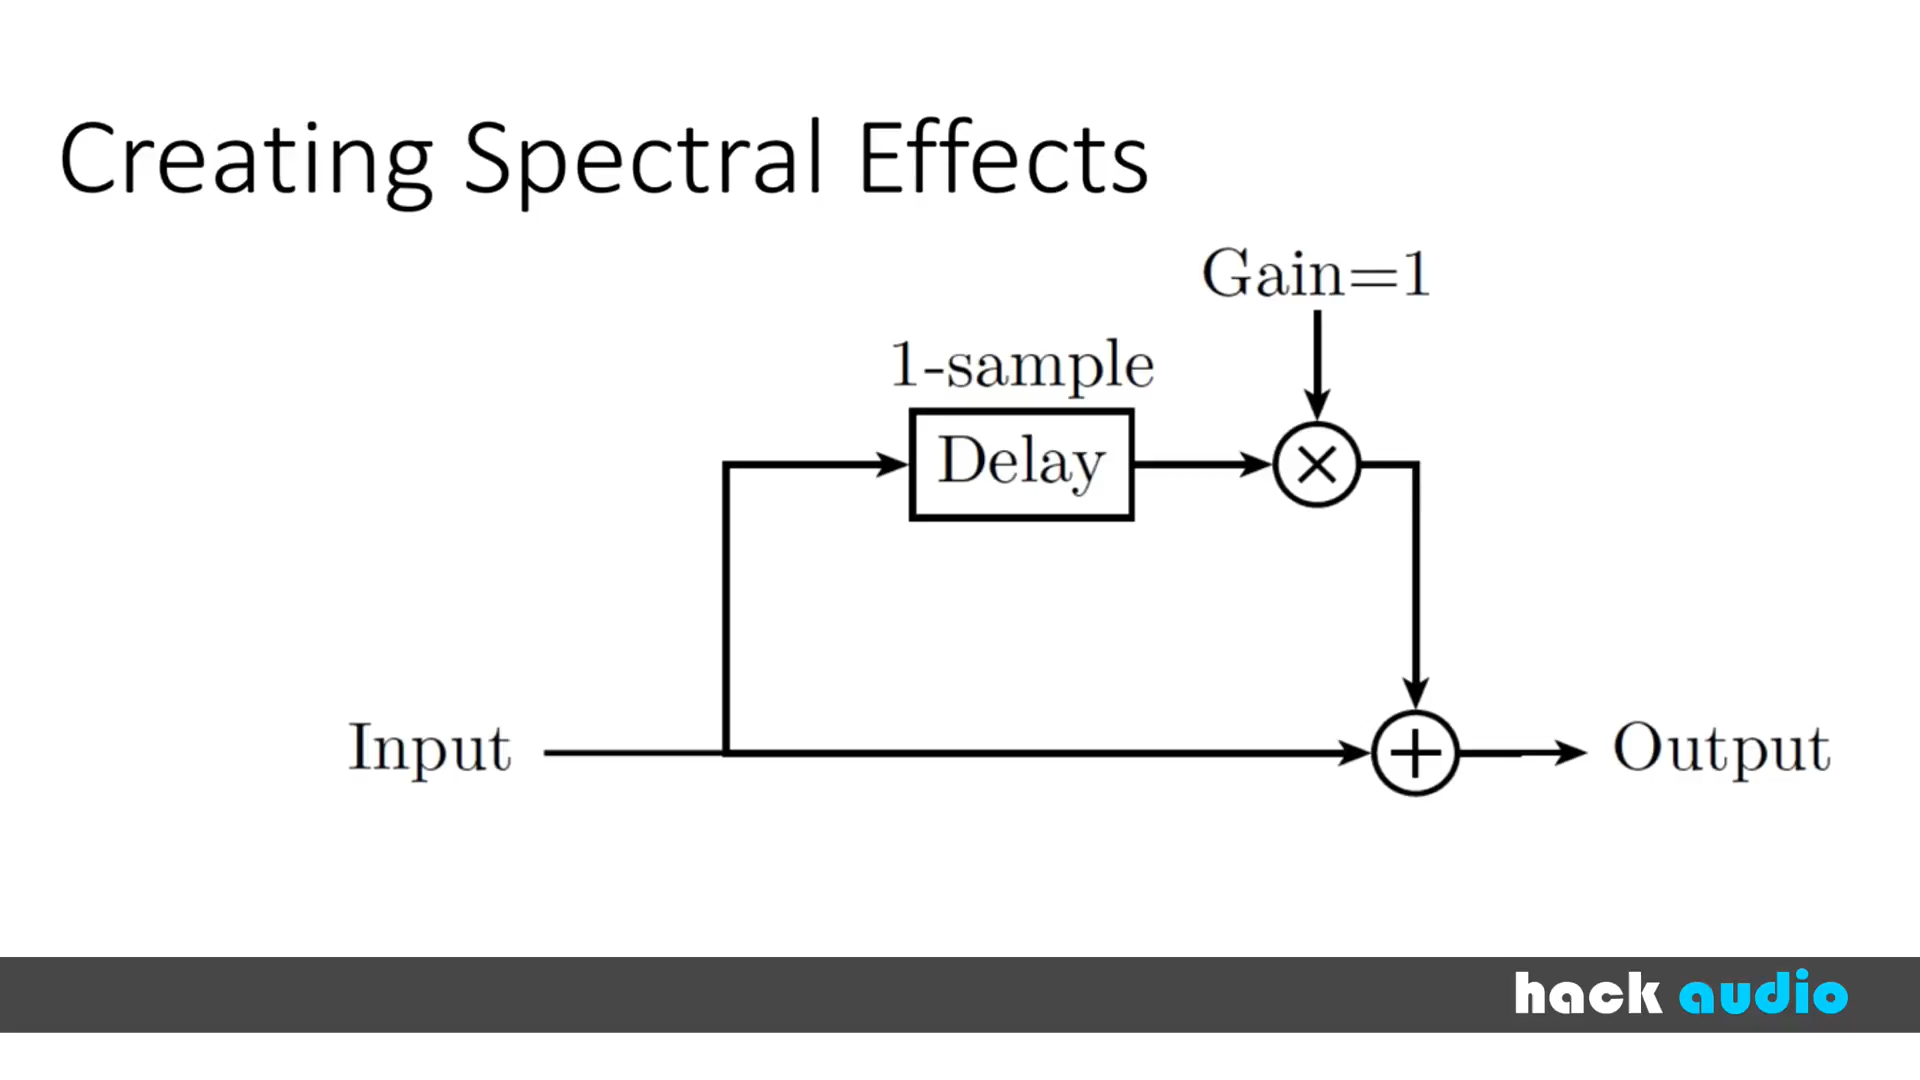 Creating Spectral Effects
Gain=1
1-sample
Delay
×
Input
+
Output
hack audio